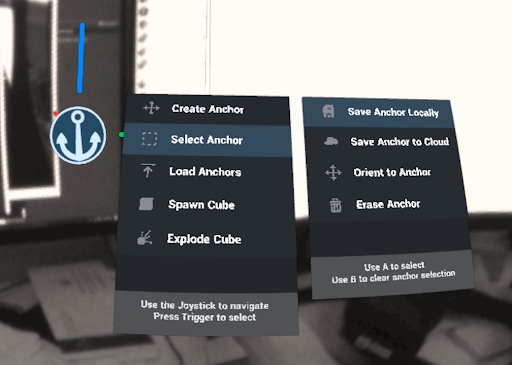 Create Anchor
Select Anchor
Load Anchors
Spawn Cube
Explode Cube
Use the Joystick to navigate
Press Trigger to select
Save Anchor Locally
Save Anchor to Cloud
Orient to Anchor
Erase Anchor
Use A to select
Use B to clear anchor selection